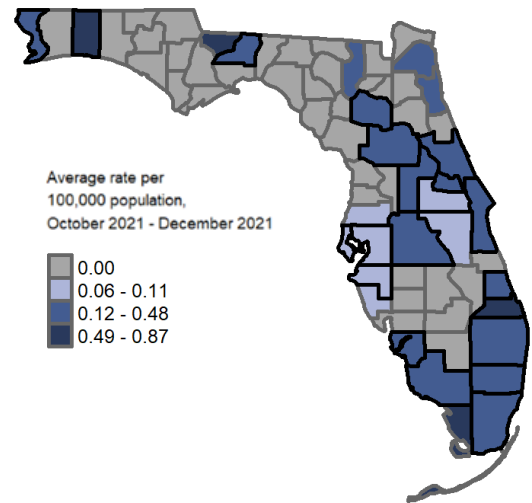 Average rate per
100,000 population,
October 2021 - December 2021
0.00
0.06 - 0.11
0.12 - 0.48
0.49 - 0.87